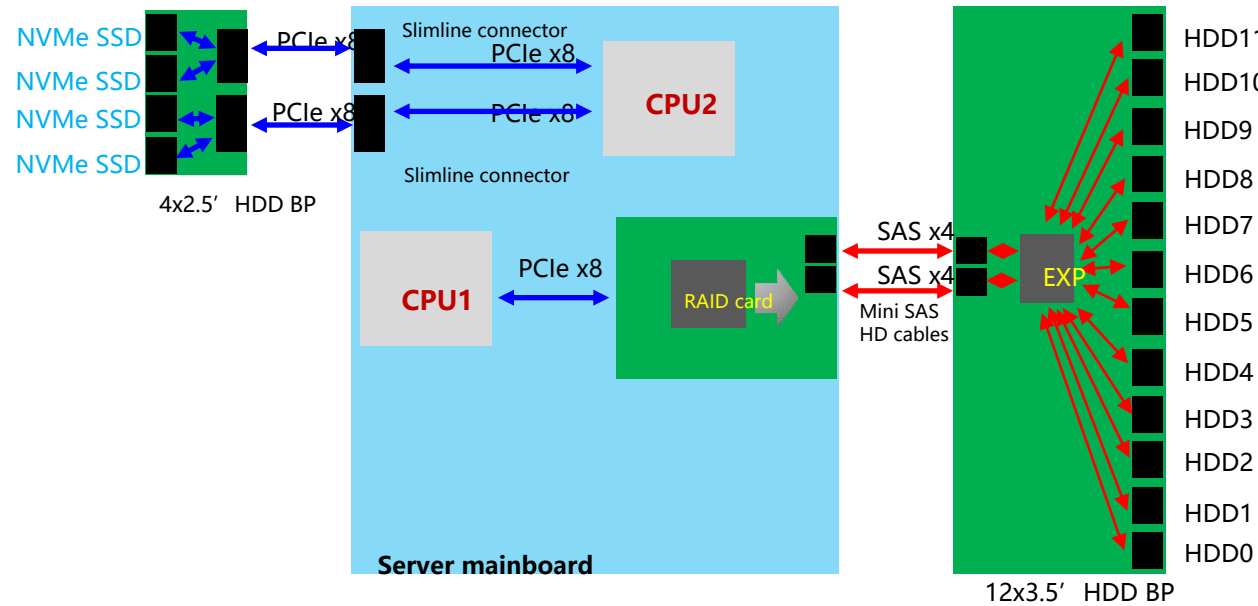 NVMe SSD
NVMe SSD
NVMe SSD
NVMe SSD
PCIe x8
PCIe x8
4x2.5′ HDD BP
Slimline connector
PCIe x8
PCIe x8
CPU2
Slimline connector
CPU1
PCIe x8
RAID card
SAS x4
SAS x4
Mini SAS
HD cables
Server mainboard
EXP
HDD11
HDD10
HDD9
HDD8
HDD7
HDD6
HDD5
HDD4
HDD3
HDD2
HDD1
HDD0
12x3.5′ HDD BP